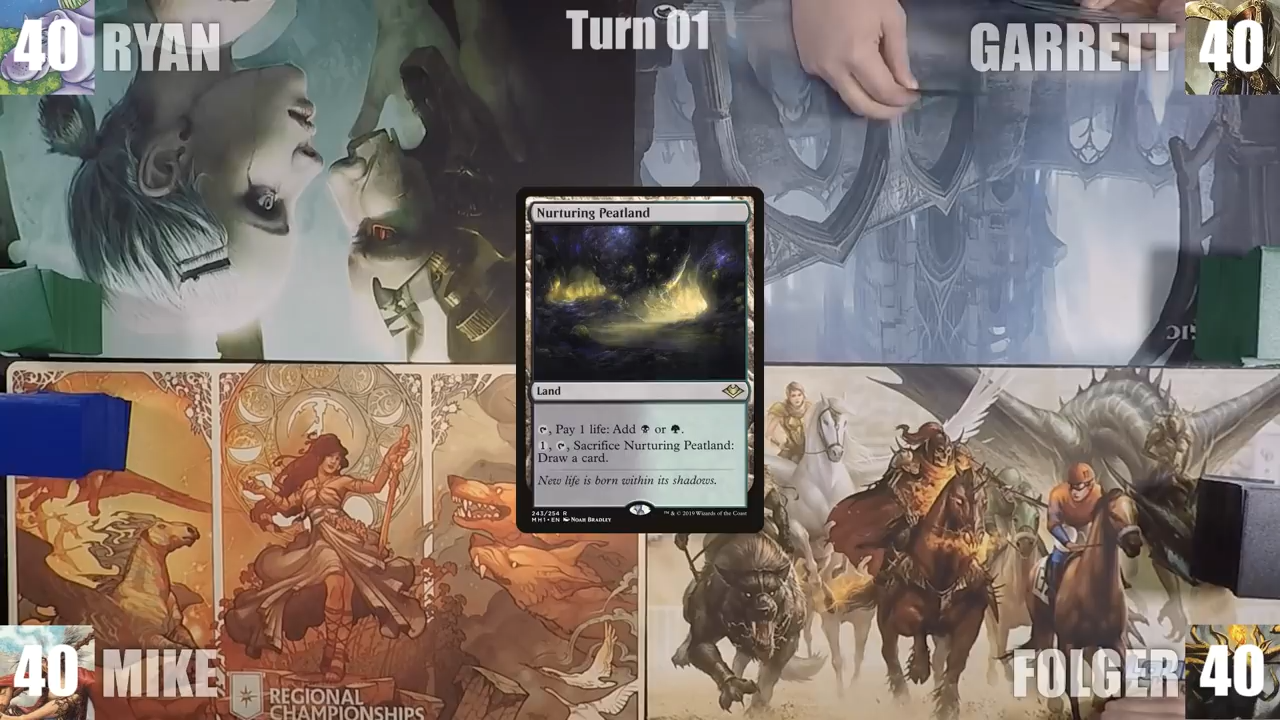 40 RYAN
Turn 01
GARRETT 40
Nurturing Peatland
Land
, Pay 1 life: Add or .
1, , Sacrifice Nurturing Peatland:
Draw a card.
New life is born within its shadows.
243/254 R
MH1 • EN NOAH BRADLEY
™ & © 2019 Wizards of the Coast
40 MIKE
REGIONAL
CHAMPIONSHIPS
FOLGER 40